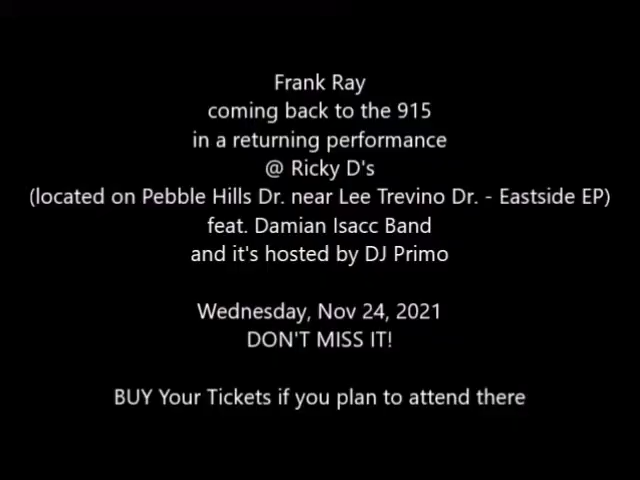 Frank Ray
coming back to the 915
in a returning performance
@ Ricky D's
(located on Pebble Hills Dr. near Lee Trevino Dr. - Eastside EP)
feat. Damian Isacc Band
and it's hosted by DJ Primo
Wednesday, Nov 24, 2021
DON'T MISS IT!
BUY Your Tickets if you plan to attend there